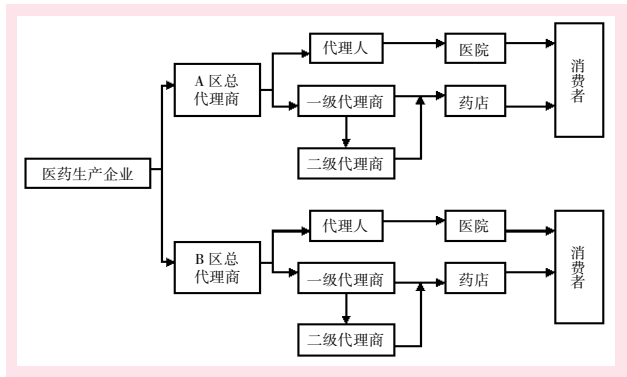 代理人
医院
A区总
代理商
一级代理商
药店
消费者
二级代理商
医药生产企业
代理人
医院
B区总
代理商
一级代理商
药店
消费者
二级代理商